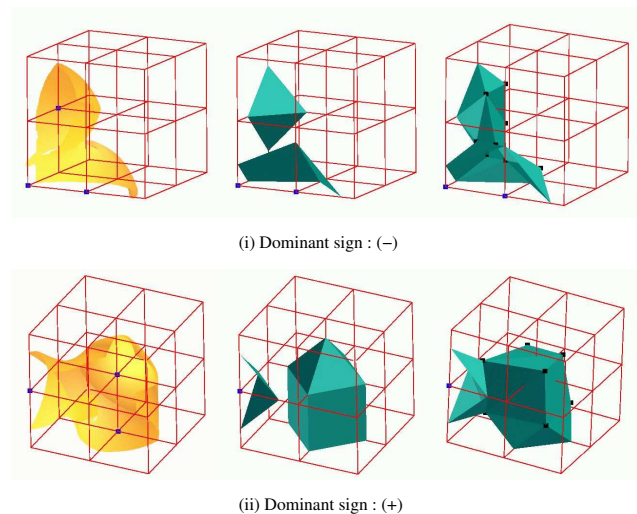 (i) Dominant sign : (−)
(ii) Dominant sign : (+)